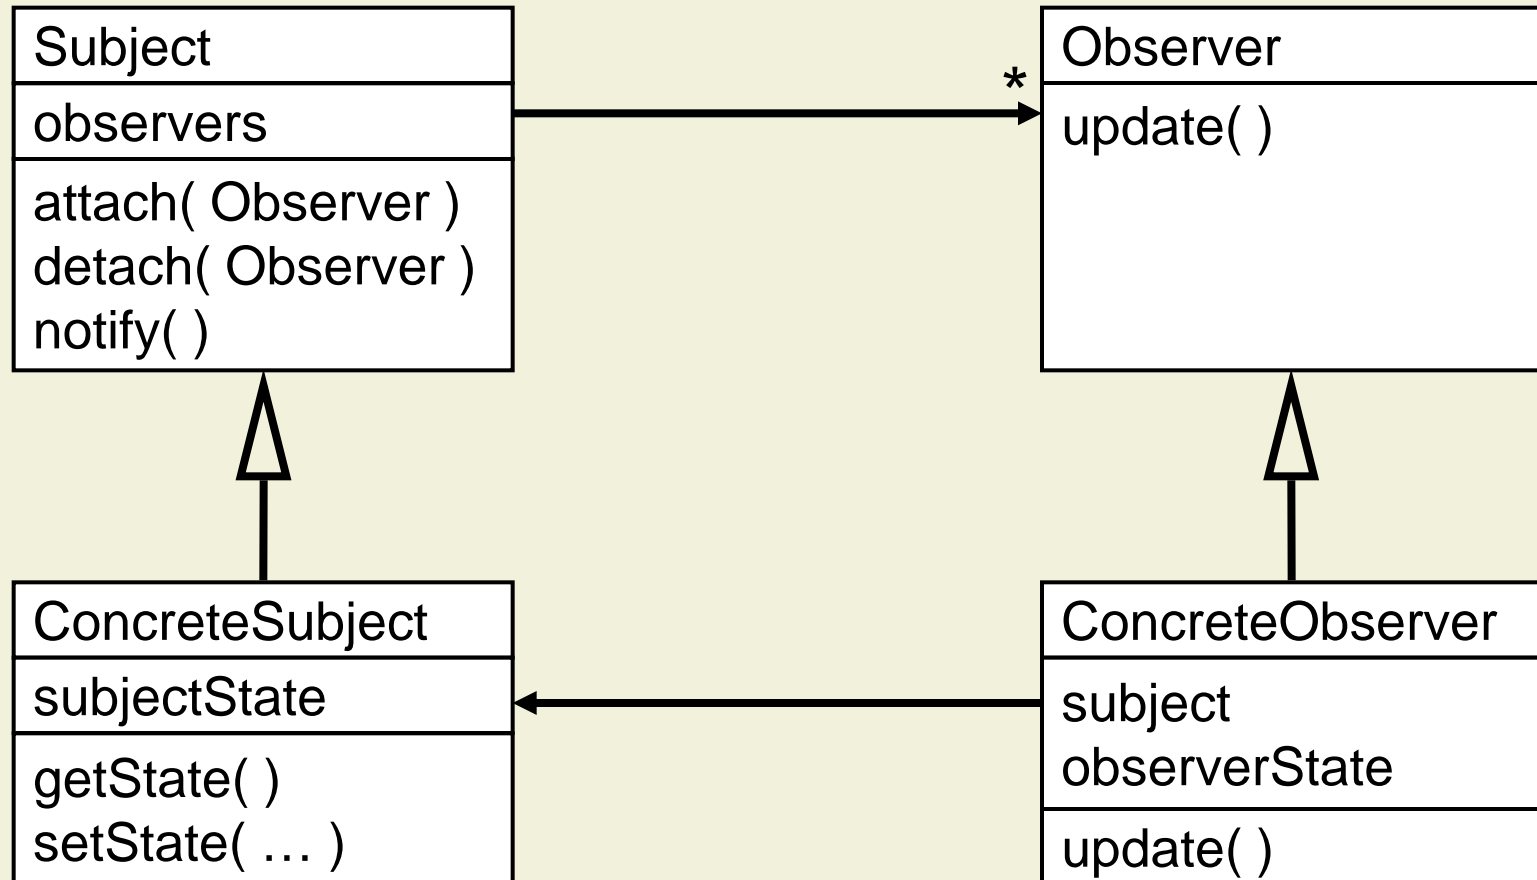 Subject
observers
attach( Observer )
detach( Observer )
notify( )
*
Observer
update( )
ConcreteSubject
subjectState
getState( )
setState( … )
ConcreteObserver
subject
observerState
update( )